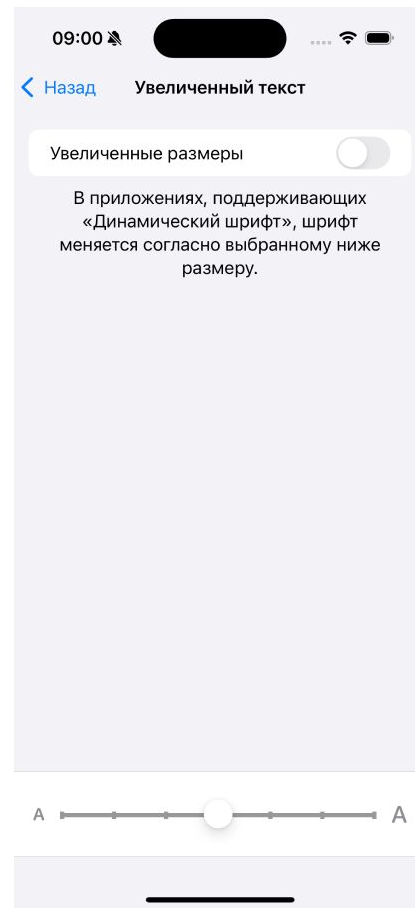 09:00
Назад
Увеличенный текст
Увеличенные размеры
В приложениях, поддерживающих
«Динамический шрифт», шрифт
меняется согласно выбранному ниже
размеру.
A A